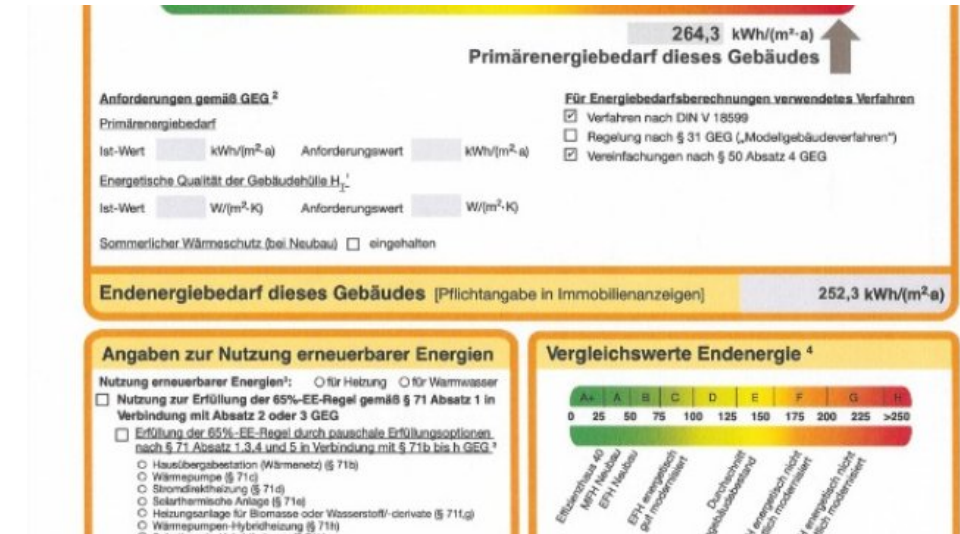 264,3 kWh/(m²·a)
Primärenergiebedarf dieses Gebäudes
Anforderungen gemäß GEG ²
Primärenergiebedarf
Ist-Wert kWh/(m²·a) Anforderungswert kWh/(m²·a)
Energetische Qualität der Gebäudehülle H_T'
Ist-Wert W/(m²·K) Anforderungswert W/(m²·K)
Sommerlicher Wärmeschutz (bei Neubau) ☐ eingehalten
Für Energiebedarfsberechnungen verwendetes Verfahren
☑ Verfahren nach DIN V 18599
☐ Regelung nach § 31 GEG („Modellgebäudeverfahren“)
☑ Vereinfachungen nach § 50 Absatz 4 GEG
Endenergiebedarf dieses Gebäudes [Pflichtangabe in Immobilienanzeigen] 252,3 kWh/(m²·a)
Angaben zur Nutzung erneuerbarer Energien
Nutzung erneuerbarer Energien³: ○ für Heizung ○ für Warmwasser
☐ Nutzung zur Erfüllung der 65%-EE-Regel gemäß § 71 Absatz 1 in
Verbindung mit Absatz 2 oder 3 GEG
☐ Erfüllung der 65%-EE-Regel durch pauschale Erfüllungsoptionen
nach § 71 Absatz 1,3,4 und 5 in Verbindung mit § 71b bis h GEG ³
○ Hausübergabestation (Wärmenetz) (§ 71b)
○ Wärmepumpe (§ 71c)
○ Stromdirektheizung (§ 71d)
○ Solarthermische Anlage (§ 71e)
○ Heizungsanlage für Biomasse oder Wasserstoff/-derivate (§ 71f,g)
○ Wärmepumpen-Hybridheizung (§ 71h)
Vergleichswerte Endenergie ⁴
A+ A B C D E F G H
0 25 50 75 100 125 150 175 200 225 >250
Effizienzhaus 40
MFH Neubau
EFH Neubau
EFH energetisch
gut modernisiert
Durchschnitt
energetisch nicht
modernisiert
energetisch nicht
modernisiert